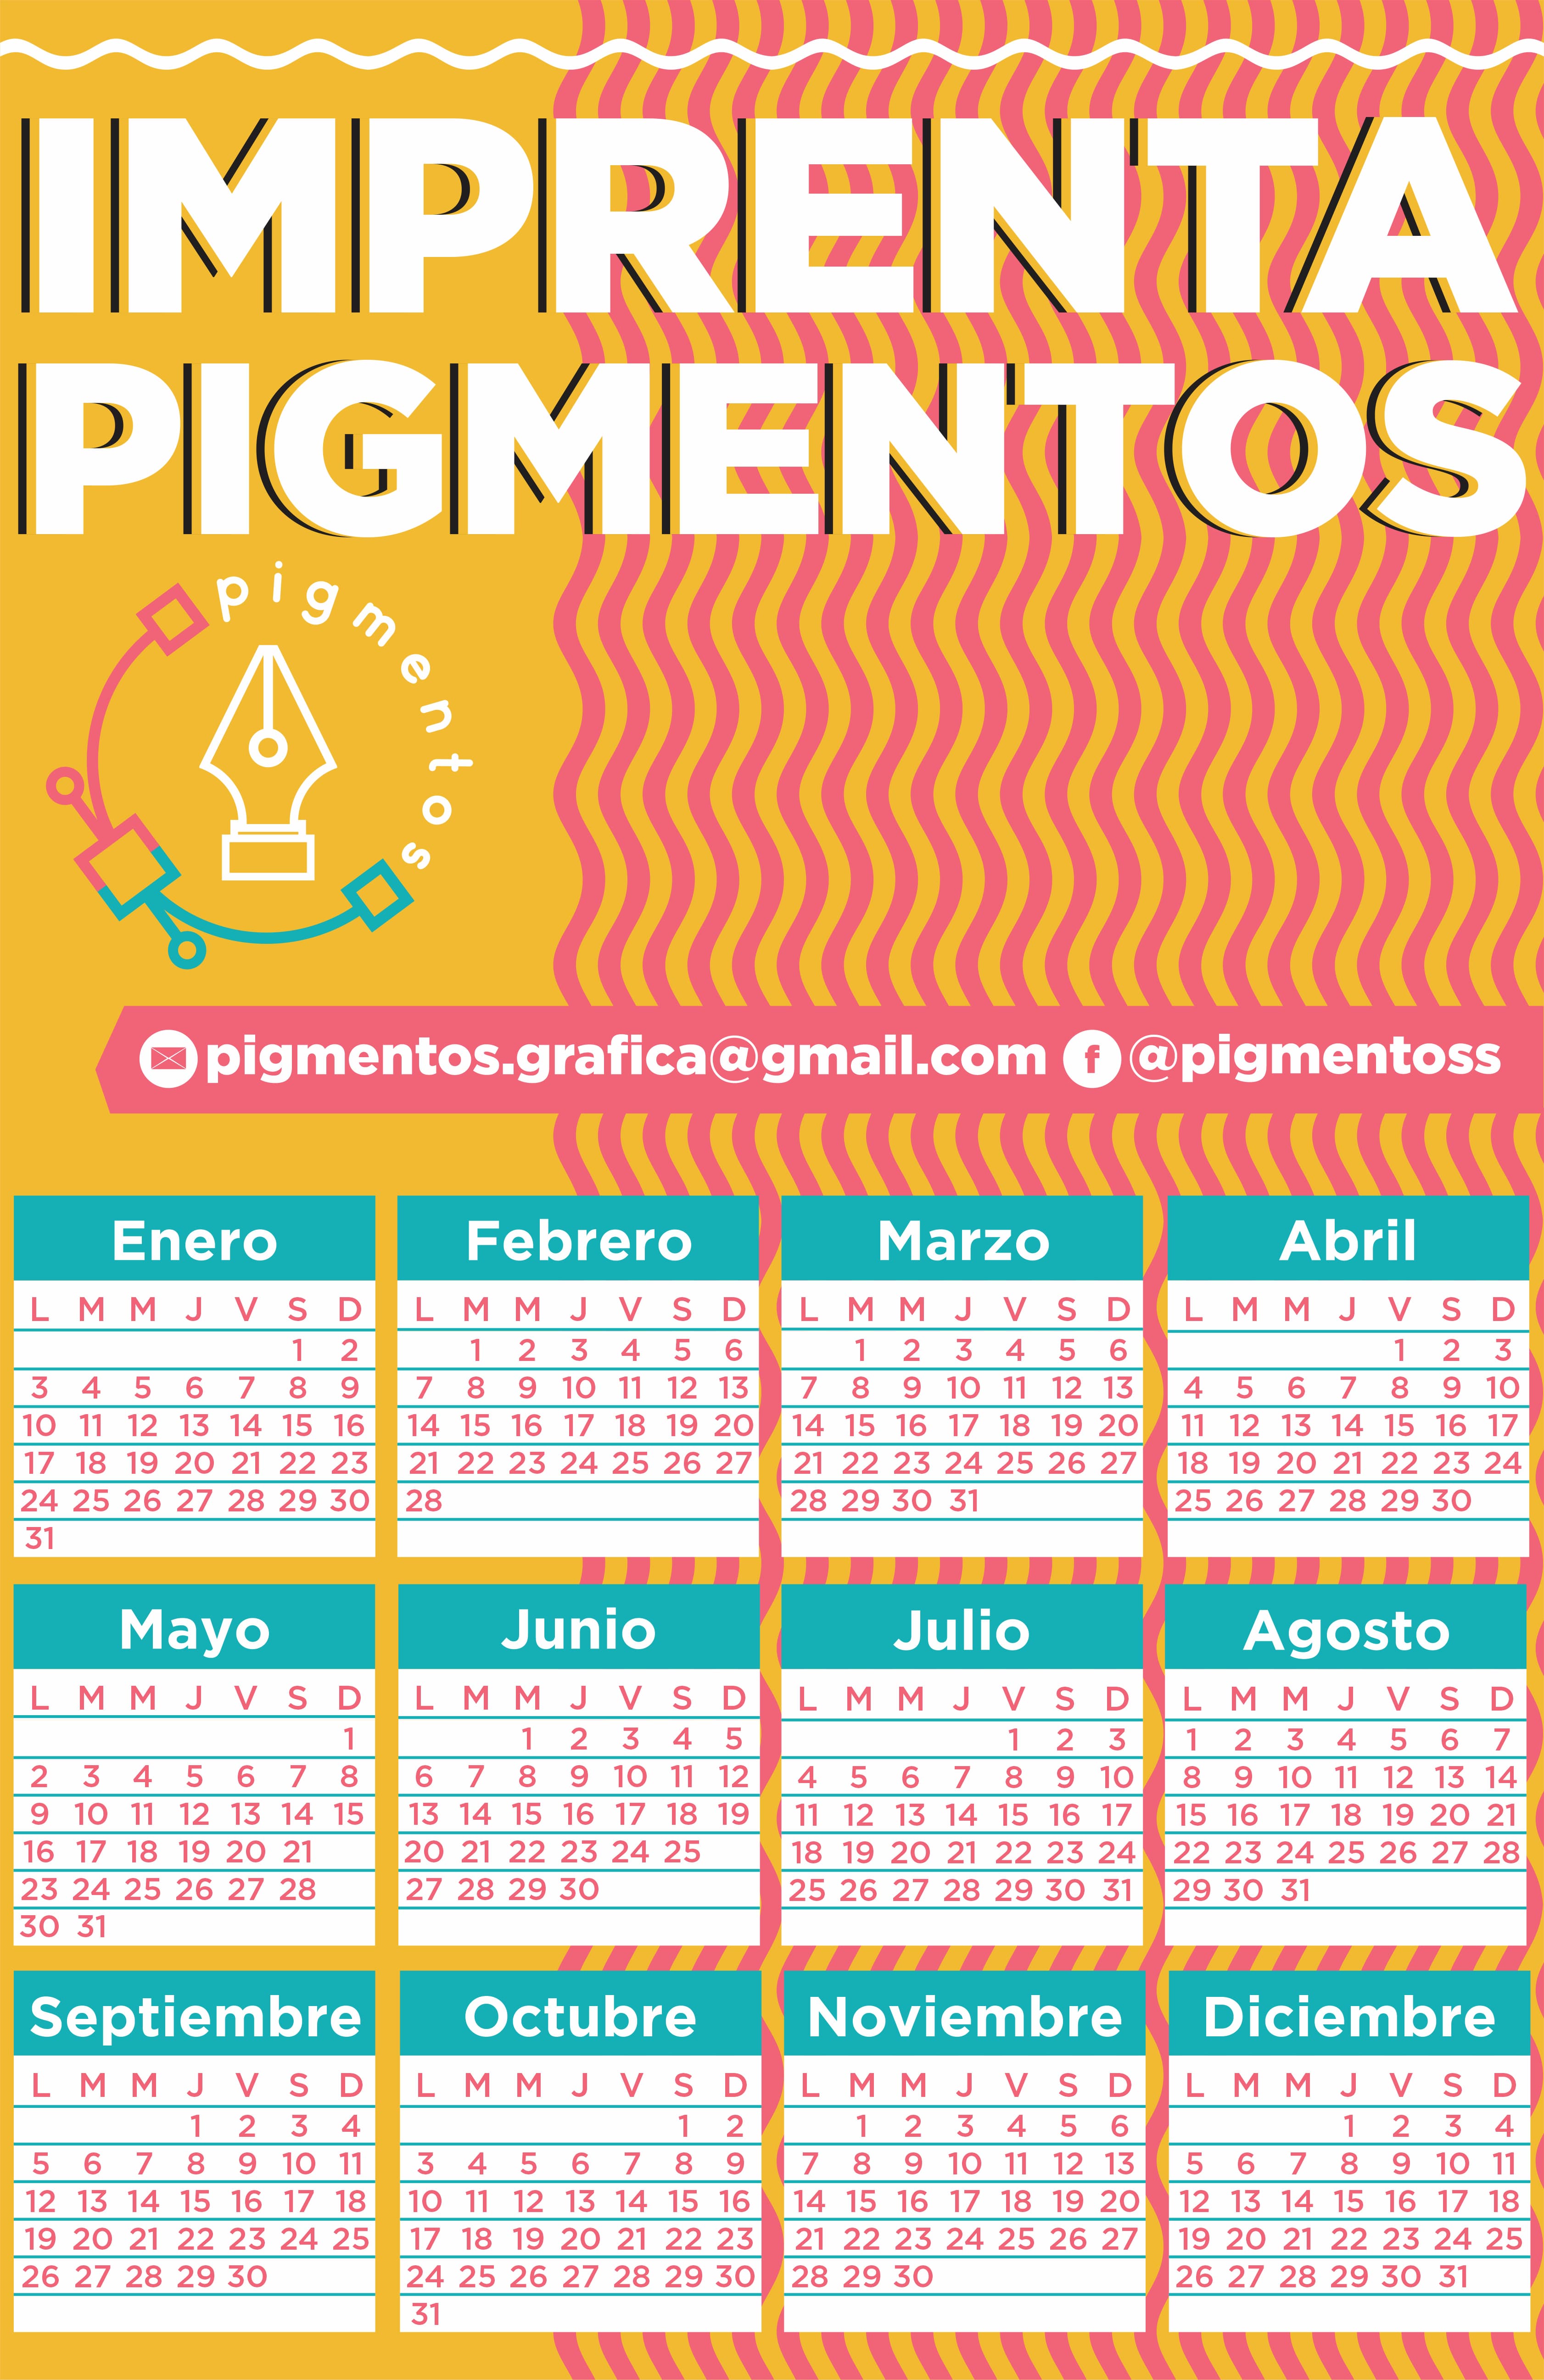 IMPRENTA
PIGMENTOS
pigmentos
pigmentos.grafica@gmail.com f @pigmentoss
Enero
L M M J V S D
1 2
3 4 5 6 7 8 9
10 11 12 13 14 15 16
17 18 19 20 21 22 23
24 25 26 27 28 29 30
31
Febrero
L M M J V S D
1 2 3 4 5 6
7 8 9 10 11 12 13
14 15 16 17 18 19 20
21 22 23 24 25 26 27
28
Marzo
L M M J V S D
1 2 3 4 5 6
7 8 9 10 11 12 13
14 15 16 17 18 19 20
21 22 23 24 25 26 27
28 29 30 31
Abril
L M M J V S D
1 2 3
4 5 6 7 8 9 10
11 12 13 14 15 16 17
18 19 20 21 22 23 24
25 26 27 28 29 30
Mayo
L M M J V S D
1
2 3 4 5 6 7 8
9 10 11 12 13 14 15
16 17 18 19 20 21
23 24 25 26 27 28
30 31
Junio
L M M J V S D
1 2 3 4 5
6 7 8 9 10 11 12
13 14 15 16 17 18 19
20 21 22 23 24 25
27 28 29 30
Julio
L M M J V S D
1 2 3
4 5 6 7 8 9 10
11 12 13 14 15 16 17
18 19 20 21 22 23 24
25 26 27 28 29 30 31
Agosto
L M M J V S D
1 2 3 4 5 6 7
8 9 10 11 12 13 14
15 16 17 18 19 20 21
22 23 24 25 26 27 28
29 30 31
Septiembre
L M M J V S D
1 2 3 4
5 6 7 8 9 10 11
12 13 14 15 16 17 18
19 20 21 22 23 24 25
26 27 28 29 30
Octubre
L M M J V S D
1 2
3 4 5 6 7 8 9
10 11 12 13 14 15 16
17 18 19 20 21 22 23
24 25 26 27 28 29 30
31
Noviembre
L M M J V S D
1 2 3 4 5 6
7 8 9 10 11 12 13
14 15 16 17 18 19 20
21 22 23 24 25 26 27
28 29 30
Diciembre
L M M J V S D
1 2 3 4
5 6 7 8 9 10 11
12 13 14 15 16 17 18
19 20 21 22 23 24 25
26 27 28 29 30 31